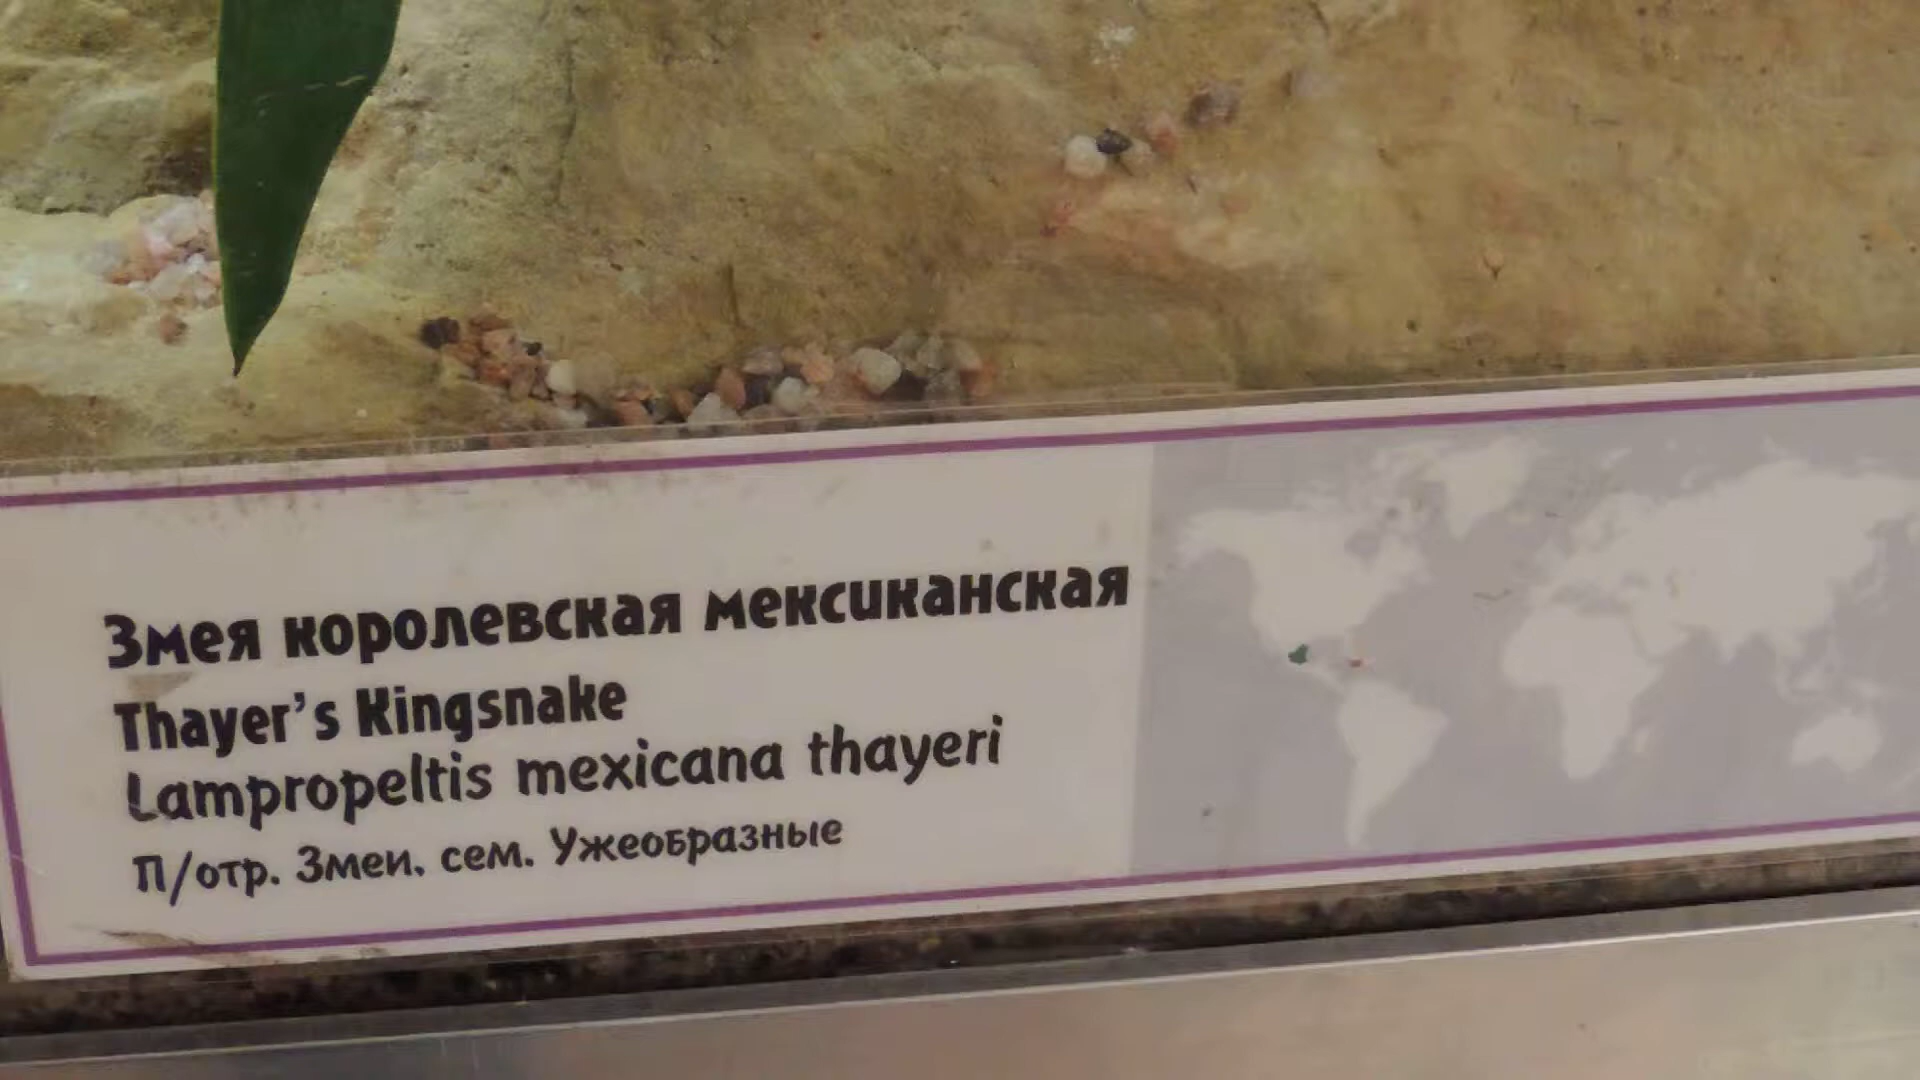 Змея королевская мексиканская
Thayer's Kingsnake
Lampropeltis mexicana thayeri
П/отр. Змеи, сем. Ужеобразные